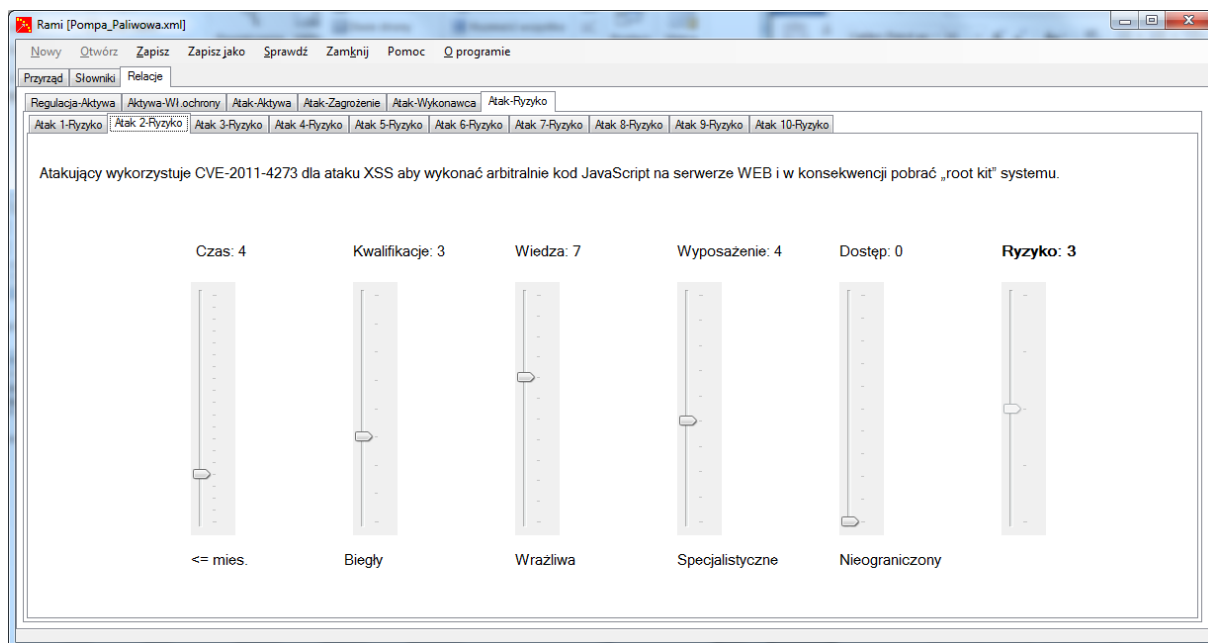 Rami [Pompa_Paliwowa.xml]
Nowy Otwórz Zapisz Zapisz jako Sprawdź Zamknij Pomoc O programie
Przyrząd Słowniki Relacje
Regulacja-Aktywa Aktywa-Wł.ochrony Atak-Aktywa Atak-Zagrożenie Atak-Wykonawca Atak-Ryzyko
Atak 1-Ryzyko Atak 2-Ryzyko Atak 3-Ryzyko Atak 4-Ryzyko Atak 5-Ryzyko Atak 6-Ryzyko Atak 7-Ryzyko Atak 8-Ryzyko Atak 9-Ryzyko Atak 10-Ryzyko
Atakujący wykorzystuje CVE-2011-4273 dla ataku XSS aby wykonać arbitralnie kod JavaScript na serwerze WEB i w konsekwencji pobrać „root kit” systemu.
Czas: 4 Kwalifikacje: 3 Wiedza: 7 Wyposażenie: 4 Dostęp: 0 Ryzyko: 3
<= mies. Biegły Wrażliwa Specjalistyczne Nieograniczony